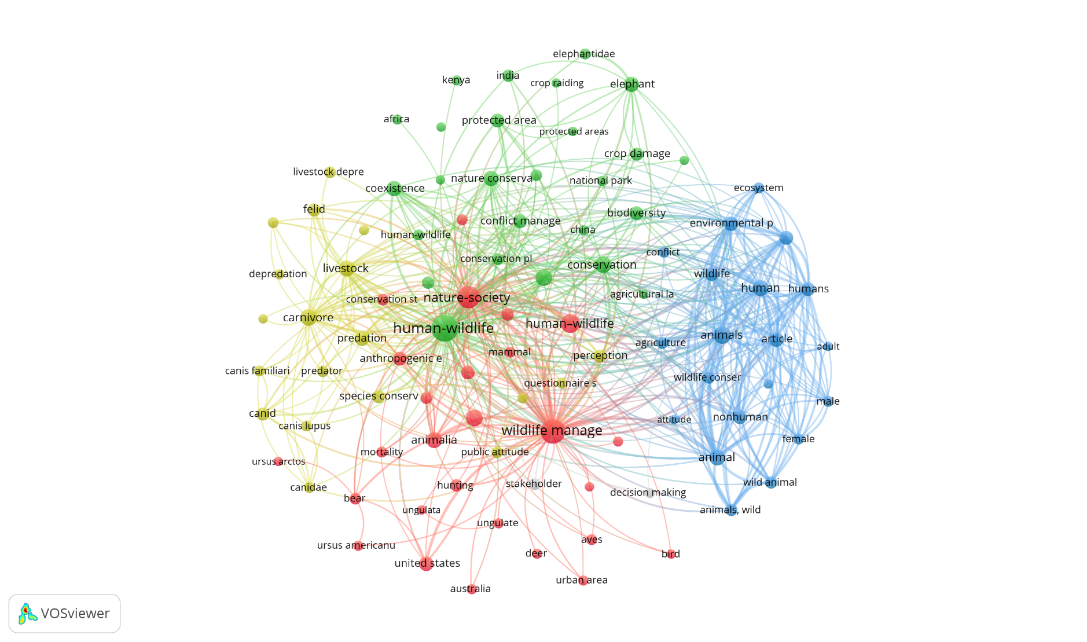 elephantidae
india
kenya
crop raiding
elephant
africa
protected area
protected areas
crop damage
livestock depre
nature conserva
national park
coexistence
ecosystem
felid
conflict manage
biodiversity
environmental p
human-wildlife
china
conflict
conservation pl
conservation
livestock
depredation
wildlife
human
humans
agricultural la
conservation st
nature-society
carnivore
human-wildlife
human-wildlife
predation
animals
article
agriculture
adult
anthropogenic e
mammal
perception
canis familiari
predator
questionnaire s
wildlife conser
species conserv
male
canid
canis lupus
attitude
nonhuman
wildlife manage
animalia
female
mortality
public attitude
animal
ursus arctos
canidae
hunting
stakeholder
decision making
wild animal
bear
ungulata
animals, wild
ungulate
ursus americanu
aves
deer
bird
united states
urban area
australia
VOSviewer